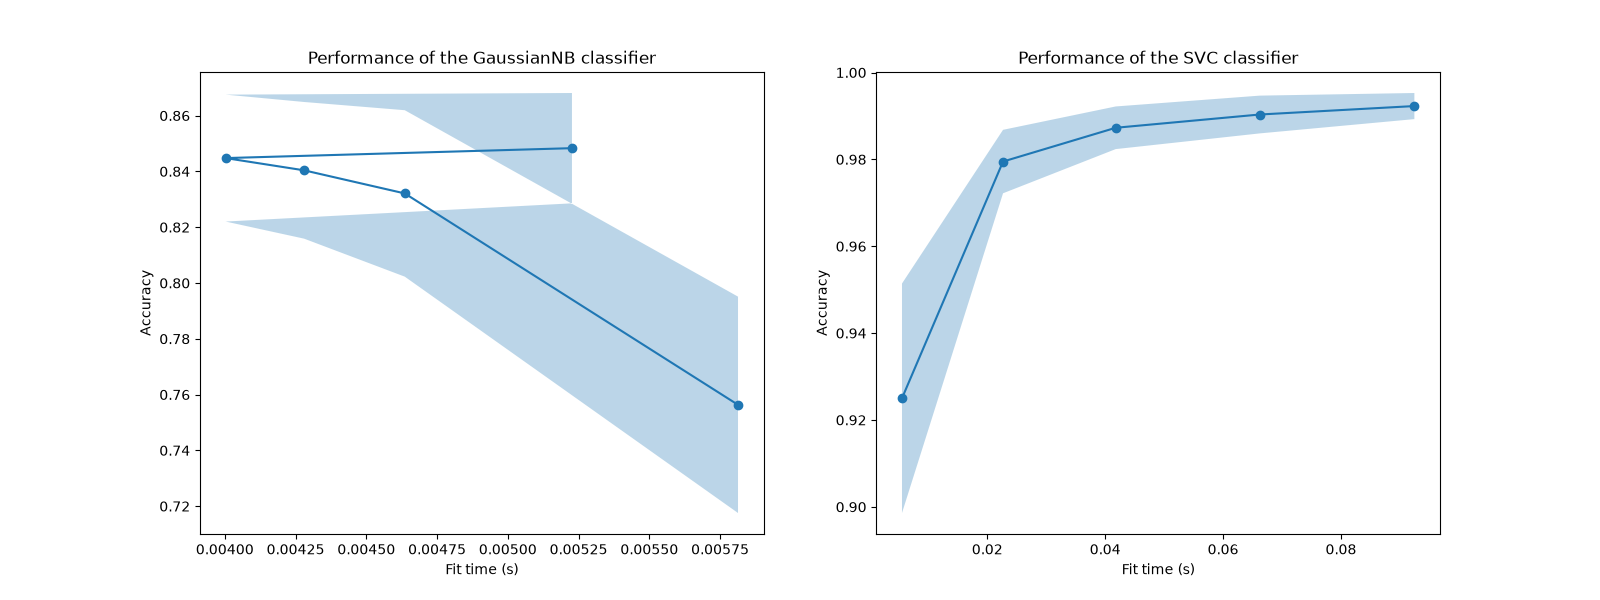 Performance of the GaussianNB classifier
0.86
0.84
0.82
0.80
0.78
0.76
0.74
0.72
Accuracy
0.00400 0.00425 0.00450 0.00475 0.00500 0.00525 0.00550 0.00575
Fit time (s)
Performance of the SVC classifier
1.00
0.98
0.96
0.94
0.92
0.90
Accuracy
0.02 0.04 0.06 0.08
Fit time (s)